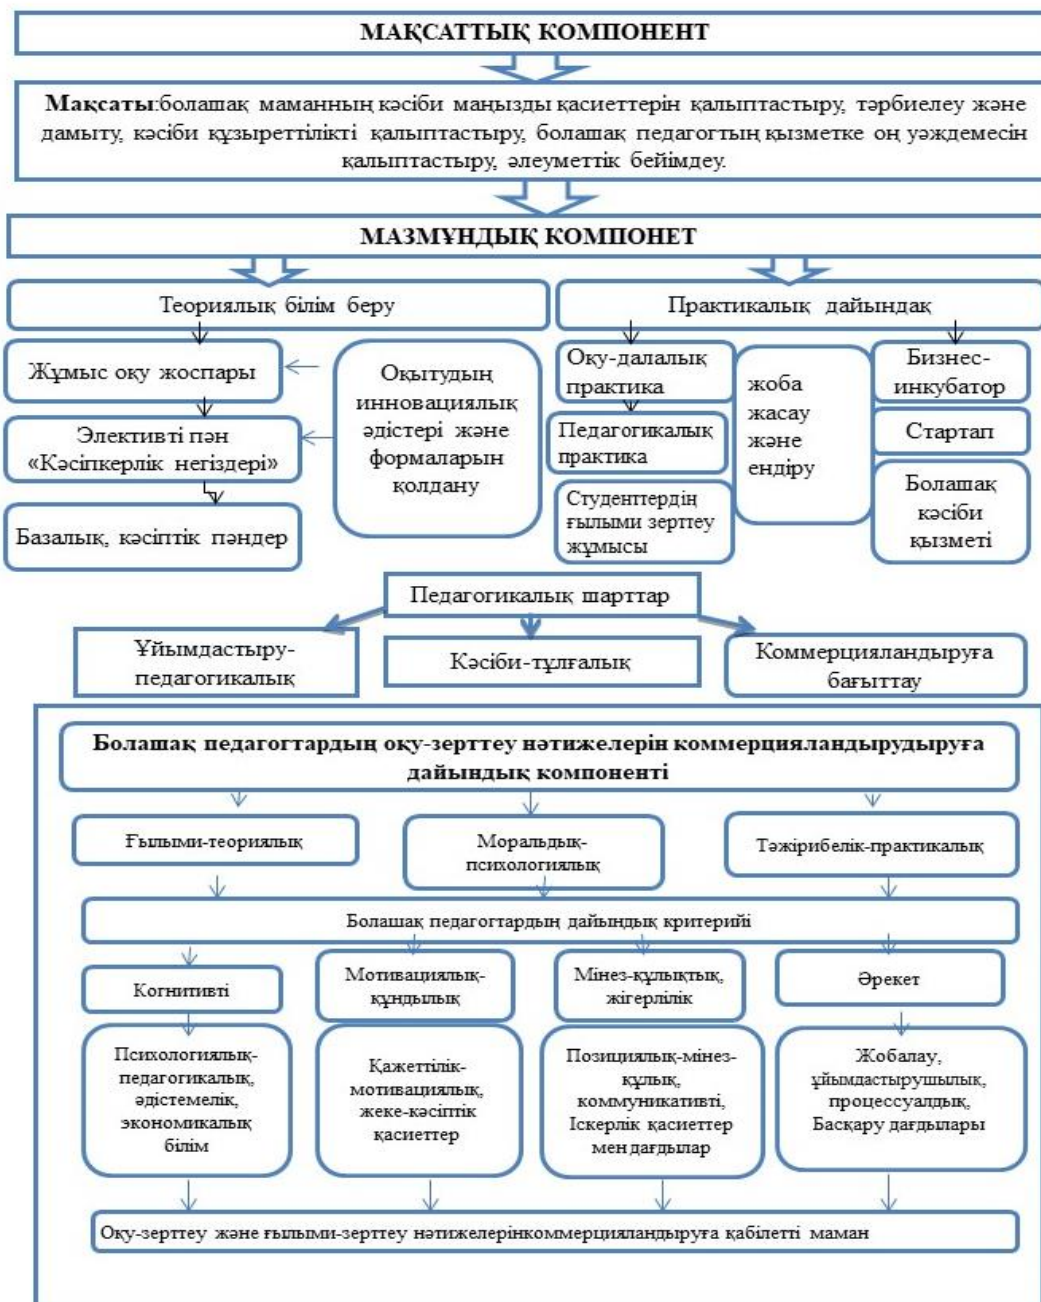 МАҚСАТТЫҚ КОМПОНЕНТ
Мақсаты:болашақ маманның кәсіби маңызды қасиеттерін қалыптастыру, тәрбиелеу және
дамыту, кәсіби құзыреттілікті қалыптастыру, болашақ педагогтың қызметке оң уәждемесін
қалыптастыру, әлеуметтік бейімдеу.
МАЗМҰНДЫҚ КОМПОНЕТ
Теориялық білім беру
Практикалық дайындақ
Жұмыс оқу жоспары
Элективті пән
«Кәсіпкерлік негіздері»
Базалық, кәсіптік пәндер
Оқытудың
инновациялық
әдістері және
формаларын
қолдану
Оқу-далалық
практика
Педагогикалық
практика
Студенттердің
ғылыми зерттеу
жұмысы
жоба
жасау
және
ендіру
Бизнес-
инкубатор
Стартап
Болашақ
кәсіби
қызметі
Педагогикалық шарттар
Ұйымдастыру-
педагогикалық
Кәсіби-тұлғалық
Коммерцияландыруға
бағыттау
Болашақ педагогтардың оқу-зерттеу нәтижелерін коммерцияландырудыруға
дайындық компоненті
Ғылыми-теориялық
Моральдық-
психологиялық
Тәжірибелік-практикалық
Болашақ педагогтардың дайындық критерийі
Когнитивті
Мотивациялық-
құндылық
Мінез-құлықтық,
жігерлілік
Әрекет
Психологиялық-
педагогикалық,
әдістемелік,
экономикалық
білім
Қажеттілік-
мотивациялық,
жеке-кәсіптік
қасиеттер
Позициялық-мінез-
құлық,
коммуникативті,
Іскерлік қасиеттер
мен дағдылар
Жобалау,
ұйымдастырушылық,
процессуалдық,
Басқару дағдылары
Оқу-зерттеу және ғылыми-зерттеу нәтижелерінкоммерцияландыруға қабілетті маман